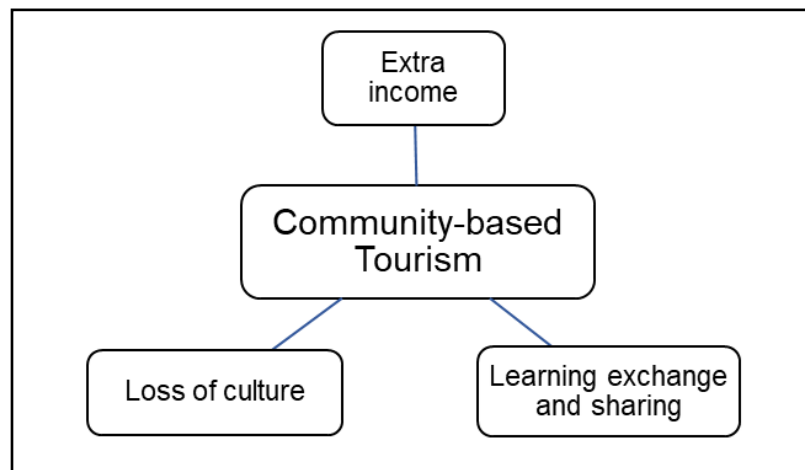 Extra
income
Community-based
Tourism
Loss of culture
Learning exchange
and sharing